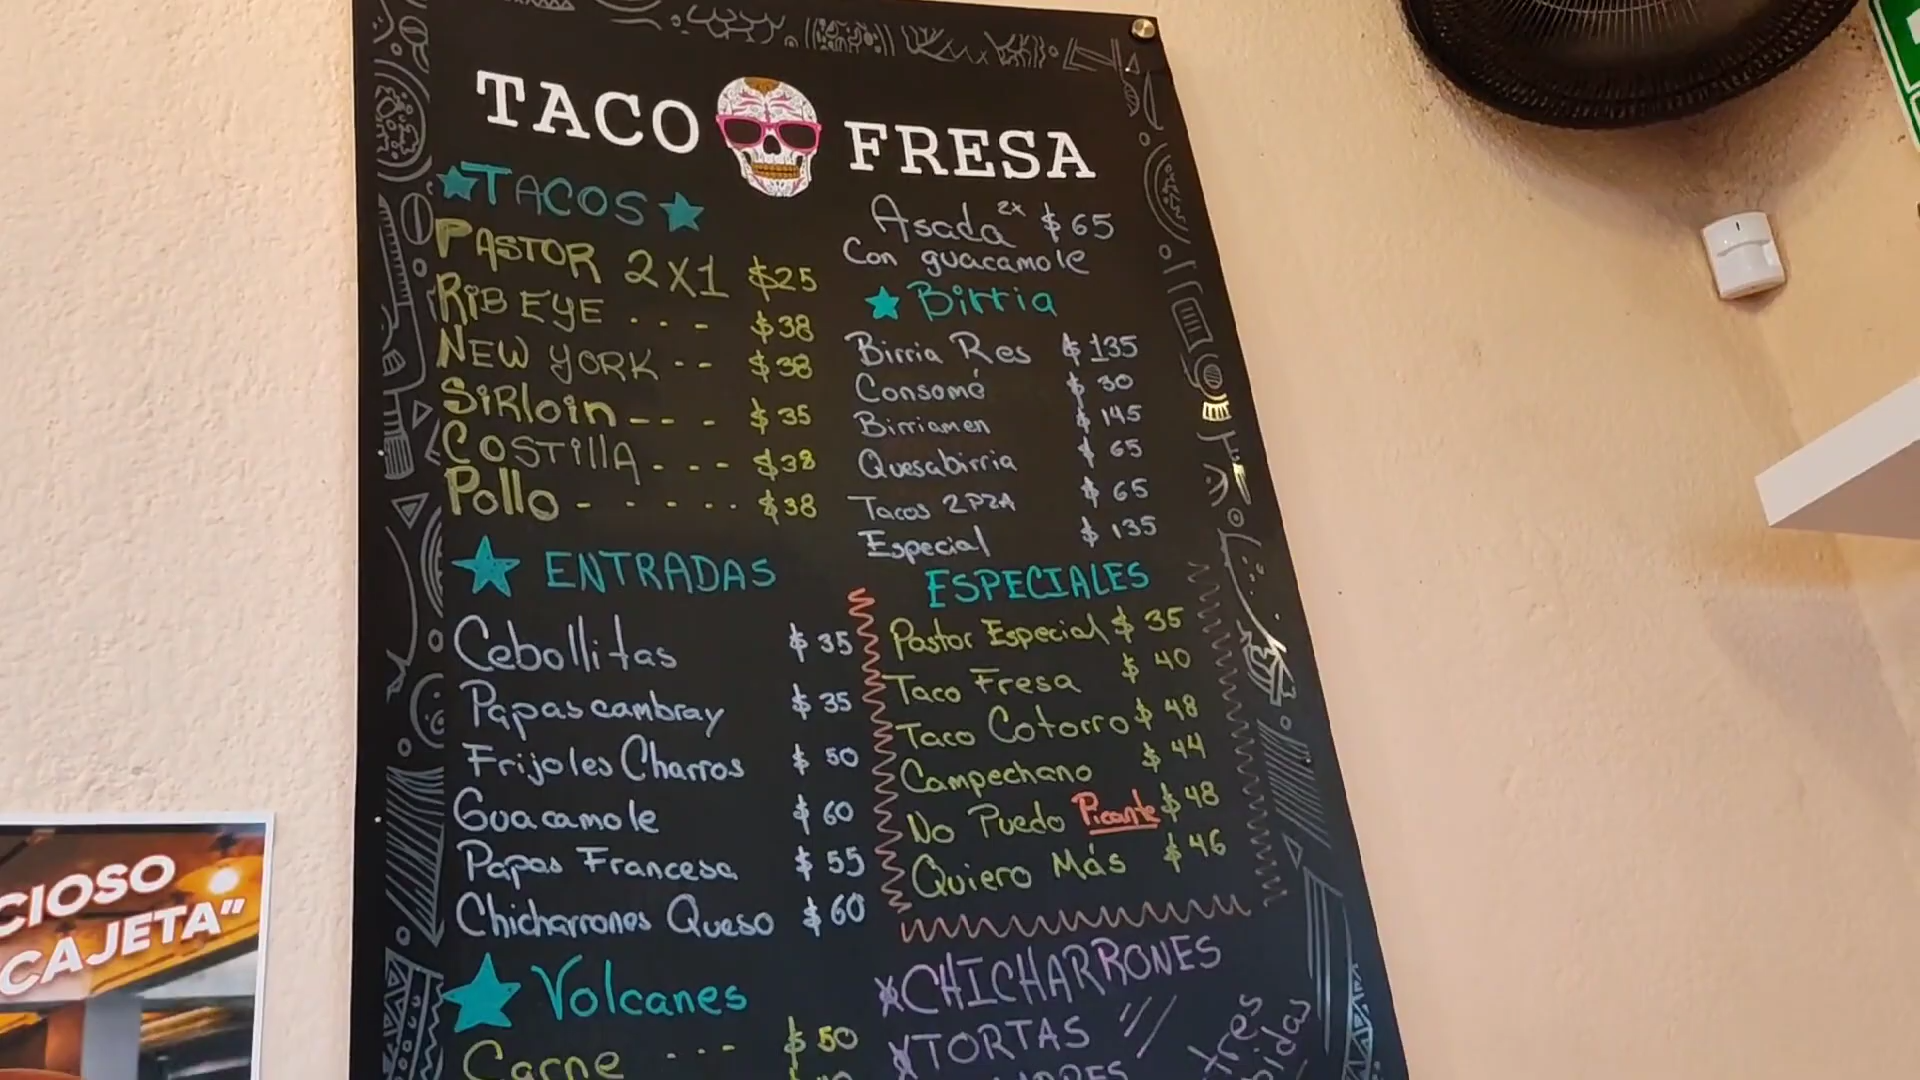 TACO FRESA
TACOS
PASTOR 2X1 $25
RIBEYE . . . - $38
NEW YORK - - $38
SiRloin - - - - $35
COSTillA - - - - $38
Pollo - - - - - - $38
ENTRADAS
Cebollitas $35
Papas cambray $35
Frijoles Charros $50
Guacamole $60
Papas Francesa $55
Chicharrones Queso $60
Volcanes
Carne - - - $50
Asada 2x $65
Con guacamole
Birria
Birria Res $135
Consomé $30
Birriamen $145
Quesabirria $65
Tacos 2PZA $65
Especial $135
ESPECIALES
Pastor Especial $35
Taco Fresa $40
Taco Cotorro $48
Campechano $44
No Puedo Picante $48
Quiero Más $46
CHICHARRONES
TORTAS
CIOSO
CAJETA"